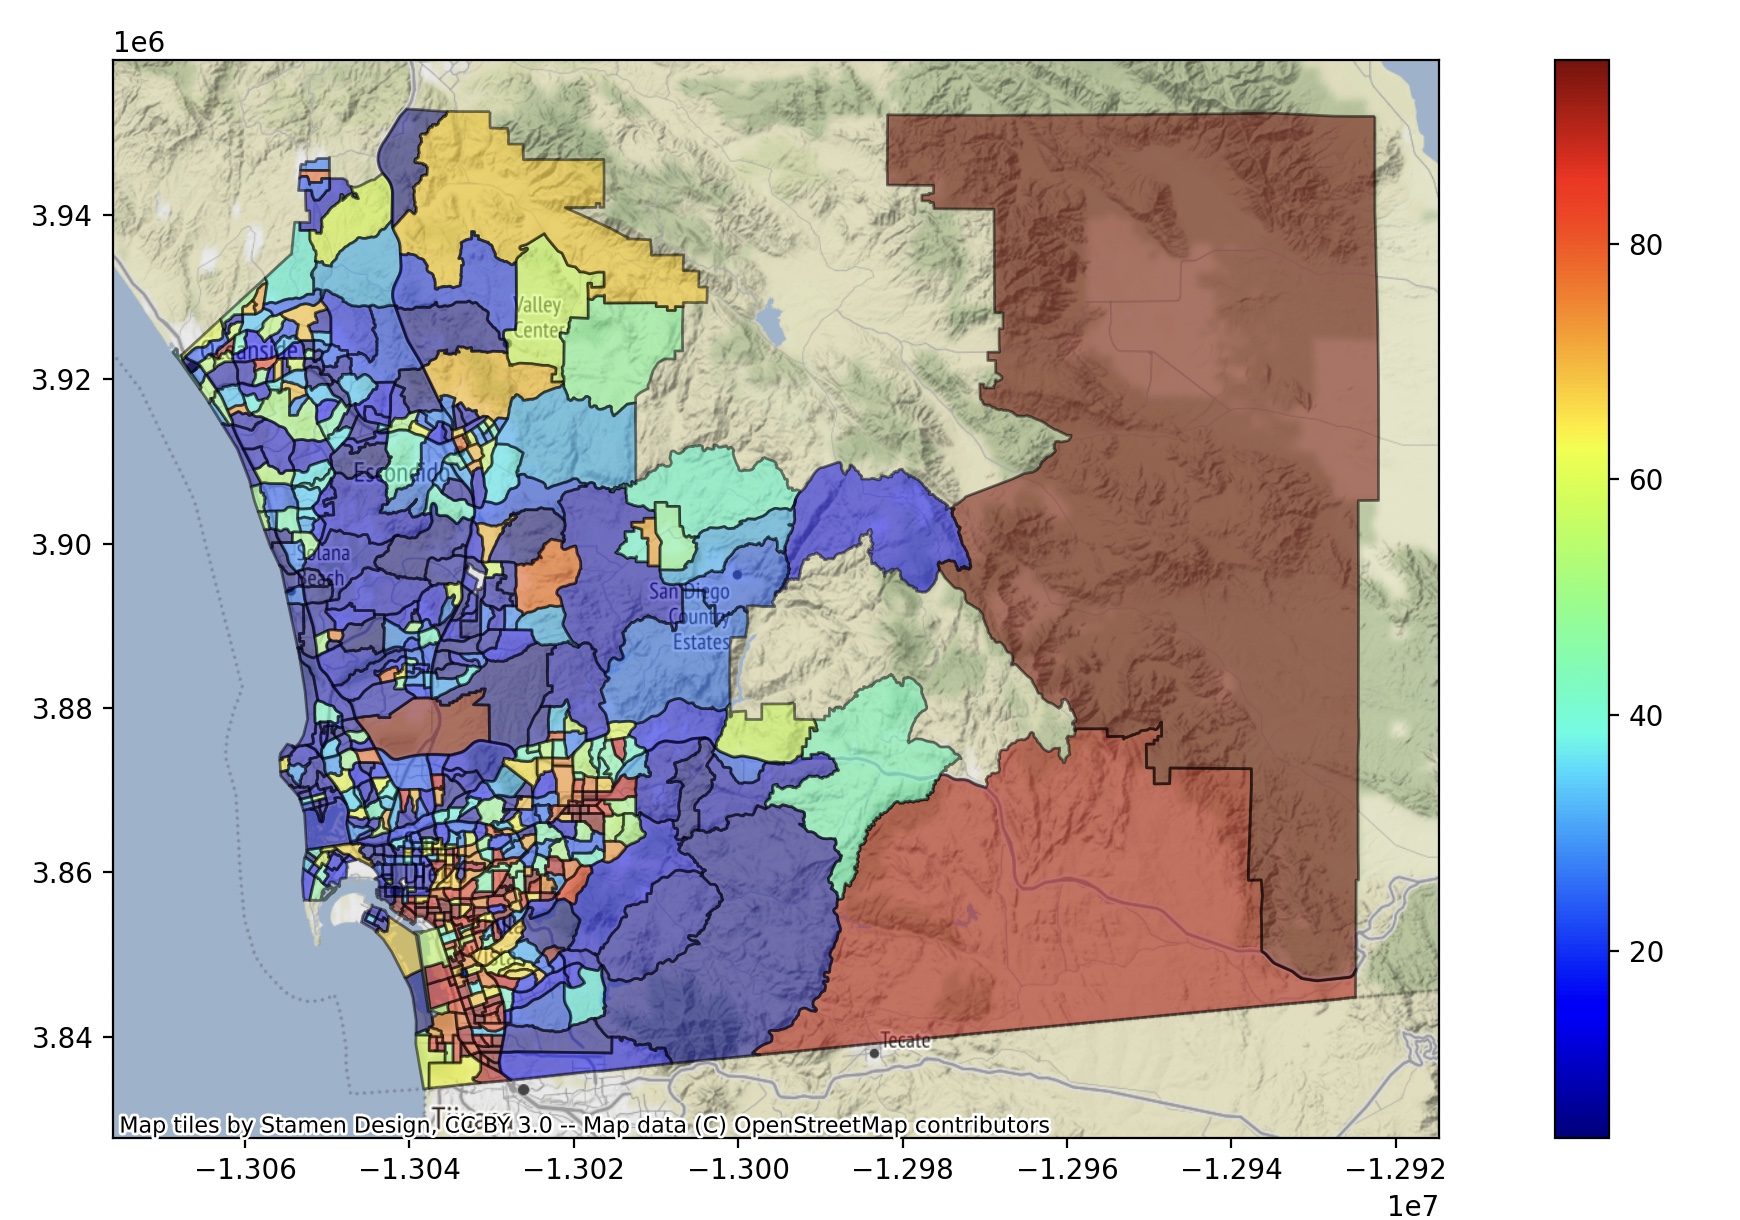 1e6
3.94
3.92
3.90
3.88
3.86
3.84
Valley
Center
Escondido
Solana
Beach
San Diego
Country
Estates
Tecate
Map tiles by Stamen Design, CC BY 3.0 -- Map data (C) OpenStreetMap contributors
−1.306 −1.304 −1.302 −1.300 −1.298 −1.296 −1.294 −1.292
1e7
80
60
40
20